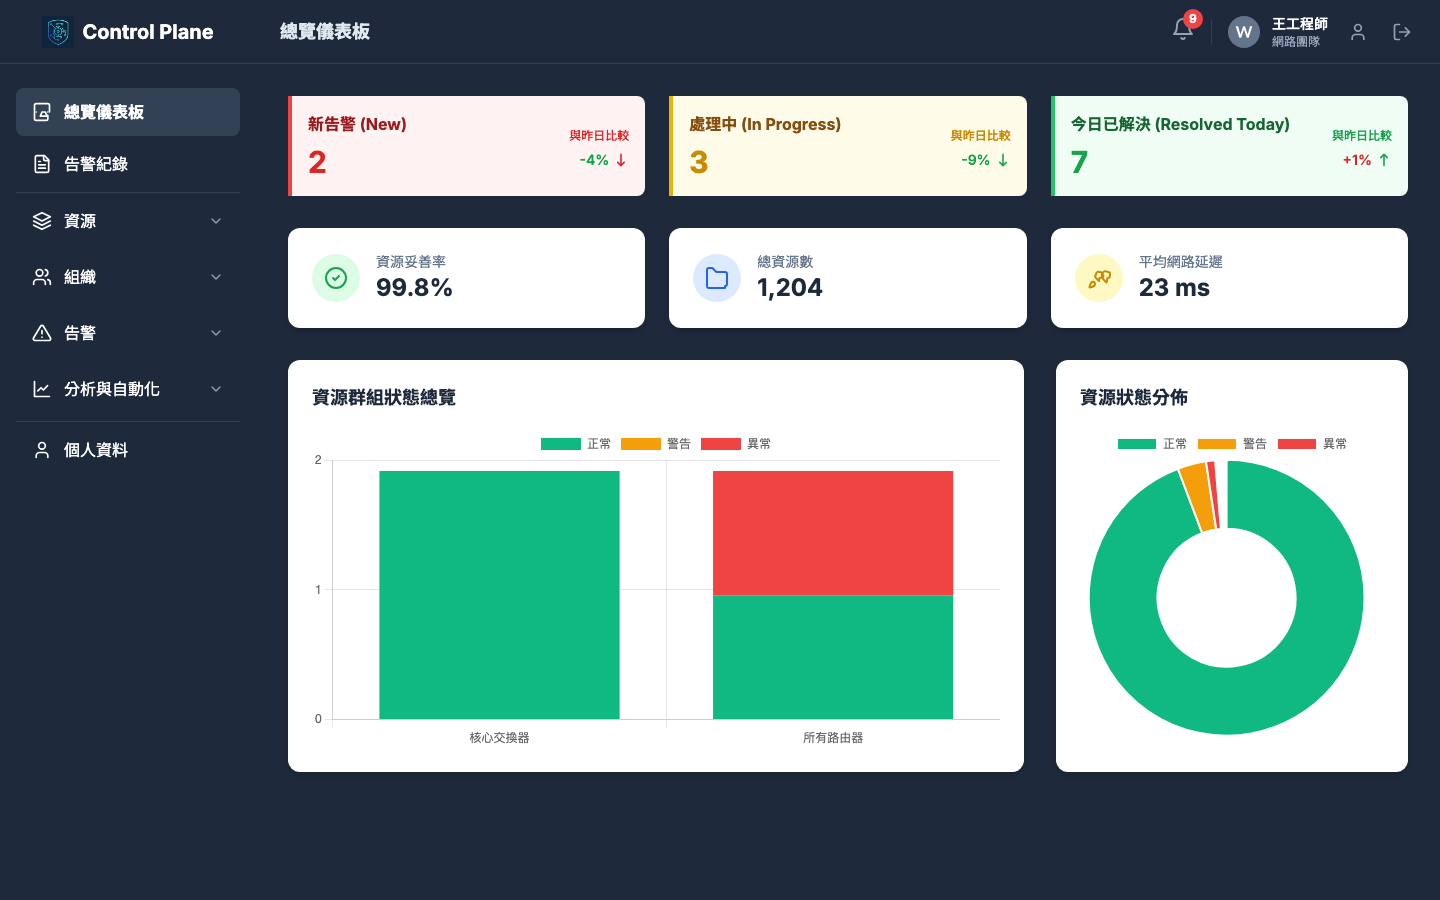 Control Plane
總覽儀表板
9
W
王工程師
網路團隊
總覽儀表板
告警紀錄
資源
組織
告警
分析與自動化
個人資料
新告警 (New)
2
與昨日比較
-4% ↓
處理中 (In Progress)
3
與昨日比較
-9% ↓
今日已解決 (Resolved Today)
7
與昨日比較
+1% ↑
資源妥善率
99.8%
總資源數
1,204
平均網路延遲
23 ms
資源群組狀態總覽
正常 警告 異常
2
1
0
核心交換器 所有路由器
資源狀態分佈
正常 警告 異常